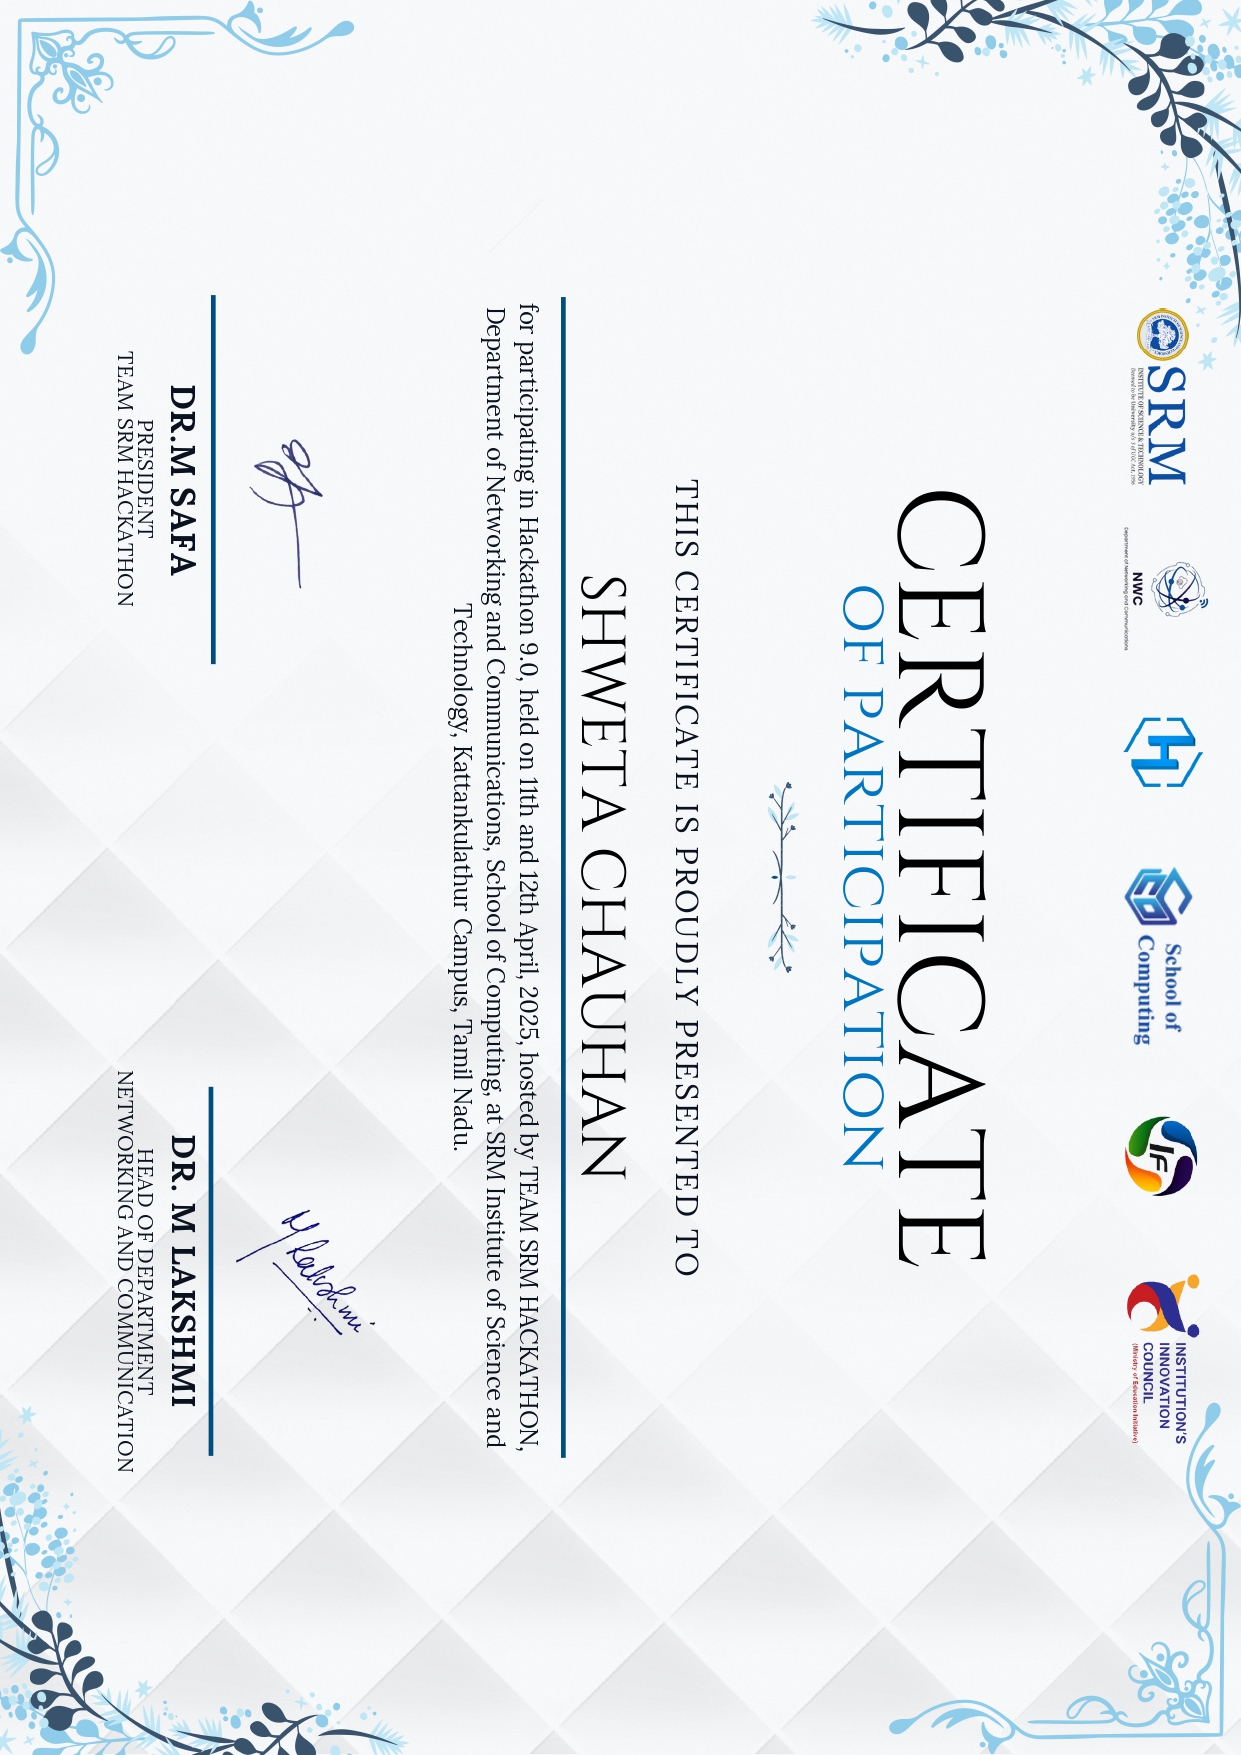 SRM
INSTITUTE OF SCIENCE & TECHNOLOGY
Deemed to be University u/s 3 of UGC Act, 1956
NWC
Department of Networking and Communications
School of
Computing
IF
INSTITUTION'S
INNOVATION
COUNCIL
(Ministry of Education Initiative)
CERTIFICATE
OF PARTICIPATION
THIS CERTIFICATE IS PROUDLY PRESENTED TO
SHWETA CHAUHAN
for participating in Hackathon 9.0, held on 11th and 12th April, 2025, hosted by TEAM SRM HACKATHON,
Department of Networking and Communications, School of Computing, at SRM Institute of Science and
Technology, Kattankulathur Campus, Tamil Nadu.
M Lakshmi
DR.M SAFA
PRESIDENT
TEAM SRM HACKATHON
DR. M LAKSHMI
HEAD OF DEPARTMENT
NETWORKING AND COMMUNICATION